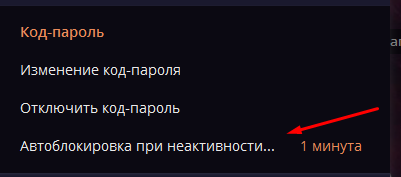 Код-пароль
Изменение код-пароля
Отключить код-пароль
Автоблокировка при неактивности... 1 минута